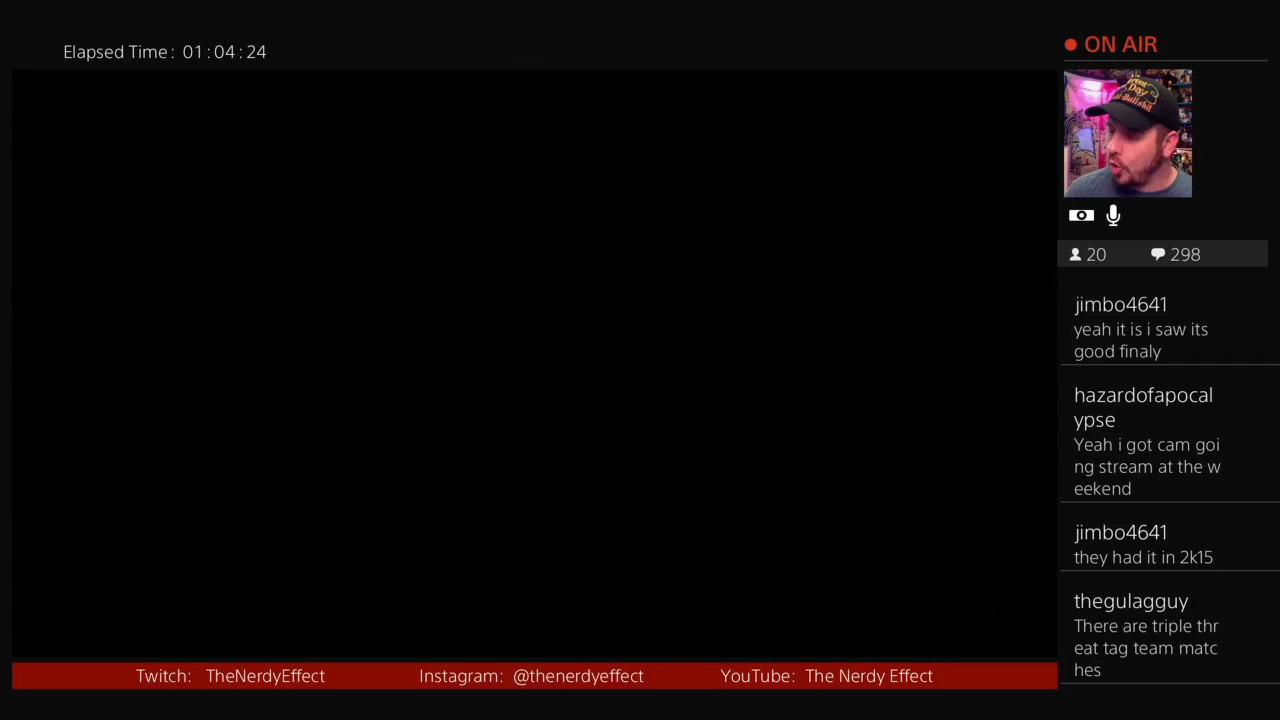 Elapsed Time: 01:04:24
ON AIR
20 298
jimbo4641
yeah it is i saw its
good finaly
hazardofapocal
ypse
Yeah i got cam goi
ng stream at the w
eekend
jimbo4641
they had it in 2k15
thegulagguy
There are triple thr
eat tag team matc
hes
Twitch: TheNerdyEffect Instagram: @thenerdyeffect YouTube: The Nerdy Effect